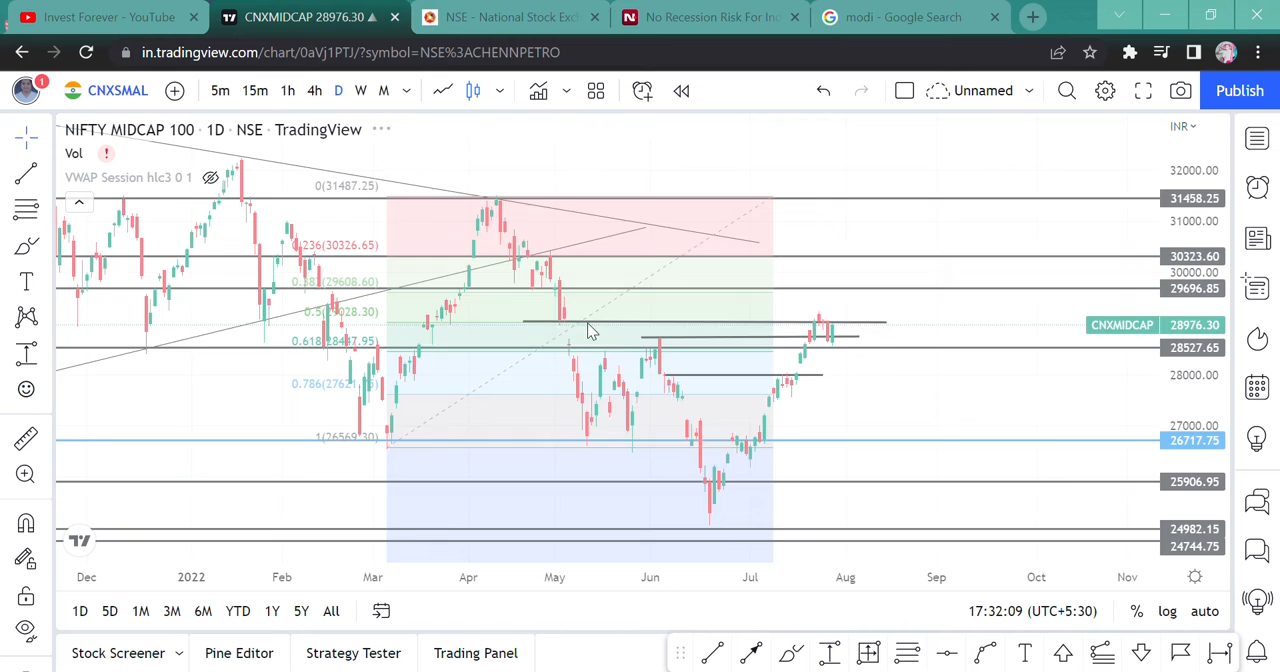 Invest Forever - YouTube
CNXMIDCAP 28976.30
NSE - National Stock Exc
No Recession Risk For Ind
modi - Google Search
in.tradingview.com/chart/0aVj1PTJ/?symbol=NSE%3ACHENNPETRO
1
CNXSMAL
5m 15m 1h 4h D W M
Unnamed
Publish
NIFTY MIDCAP 100 · 1D · NSE · TradingView
Vol !
VWAP Session hlc3 0 1
INR
0(31487.25)
0.236(30326.65)
0.382(29608.60)
0.5(29028.30)
0.618(28447.95)
1(26569.30)
32000.00
31458.25
31000.00
30323.60
30000.00
29696.85
CNXMIDCAP 28976.30
28527.65
28000.00
27000.00
26717.75
25906.95
24982.15
24744.75
Dec 2022 Feb Mar Apr May Jun Jul Aug Sep Oct Nov
1D 5D 1M 3M 6M YTD 1Y 5Y All
17:32:09 (UTC+5:30) % log auto
Stock Screener Pine Editor Strategy Tester Trading Panel